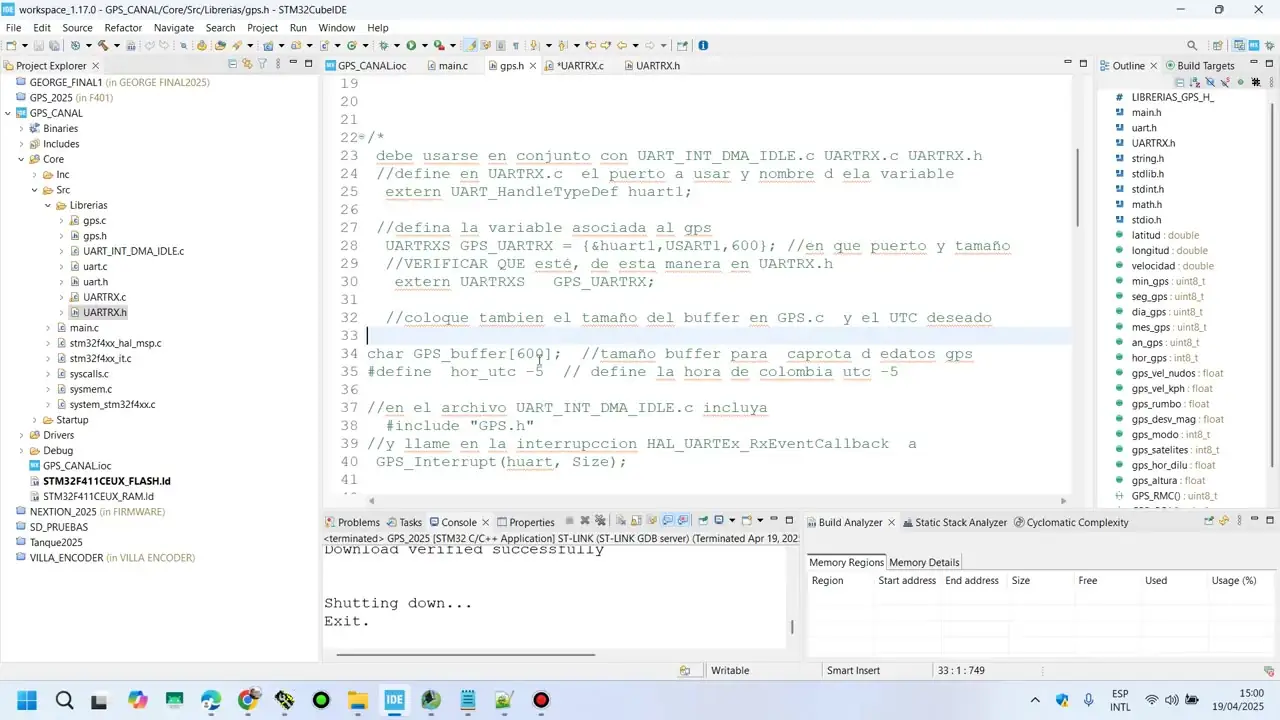 workspace_1.17.0 - GPS_CANAL/Core/Src/Librerias/gps.h - STM32CubeIDE
File Edit Source Refactor Navigate Search Project Run Window Help
Project Explorer
GEORGE_FINAL1 (in GEORGE FINAL2025)
GPS_2025 (in F401)
GPS_CANAL
Binaries
Includes
Core
Inc
Src
Librerias
gps.c
gps.h
UART_INT_DMA_IDLE.c
uart.c
uart.h
UARTRX.c
UARTRX.h
main.c
stm32f4xx_hal_msp.c
stm32f4xx_it.c
syscalls.c
sysmem.c
system_stm32f4xx.c
Startup
Drivers
Debug
GPS_CANAL.ioc
STM32F411CEUX_FLASH.ld
STM32F411CEUX_RAM.ld
NEXTION_2025 (in FIRMWARE)
SD_PRUEBAS
Tanque2025
VILLA_ENCODER (in VILLA ENCODER)
GPS_CANAL.ioc main.c gps.h *UARTRX.c UARTRX.h
19
20
21
22 /*
23 debe usarse en conjunto con UART_INT_DMA_IDLE.c UARTRX.c UARTRX.h
24 //define en UARTRX.c  el puerto a usar y nombre d ela variable
25 extern UART_HandleTypeDef huart1;
26
27 //defina la variable asociada al gps
28 UARTRXS GPS_UARTRX = {&huart1,USART1,600}; //en que puerto y tamaño
29 //VERIFICAR QUE esté, de esta manera en UARTRX.h
30 extern UARTRXS   GPS_UARTRX;
31
32 //coloque tambien el tamaño del buffer en GPS.c  y el UTC deseado
33
34 char GPS_buffer[600];  //tamaño buffer para  caprota d edatos gps
35 #define  hor_utc -5  // define la hora de colombia utc -5
36
37 //en el archivo UART_INT_DMA_IDLE.c incluya
38 #include "GPS.h"
39 //y llame en la interrupccion HAL_UARTEx_RxEventCallback  a
40 GPS_Interrupt(huart, Size);
41
Outline Build Targets
LIBRERIAS_GPS_H_
main.h
uart.h
UARTRX.h
string.h
stdlib.h
stdint.h
math.h
stdio.h
latitud : double
longitud : double
velocidad : double
min_gps : uint8_t
seg_gps : uint8_t
dia_gps : uint8_t
mes_gps : uint8_t
an_gps : uint8_t
hor_gps : uint8_t
gps_vel_nudos : float
gps_vel_kph : float
gps_rumbo : float
gps_desv_mag : float
gps_modo : int8_t
gps_satelites : int8_t
gps_hor_dilu : float
gps_altura : float
GPS_RMC() : uint8_t
Problems Tasks Console Properties
<terminated> GPS_2025 [STM32 C/C++ Application] ST-LINK (ST-LINK GDB server) (Terminated Apr 19, 202
Download verified successfully
Shutting down...
Exit.
Build Analyzer Static Stack Analyzer Cyclomatic Complexity
Memory Regions Memory Details
Region Start address End address Size Free Used Usage (%)
Writable Smart Insert 33 : 1 : 749
IDE
ESP
INTL
15:00
19/04/2025